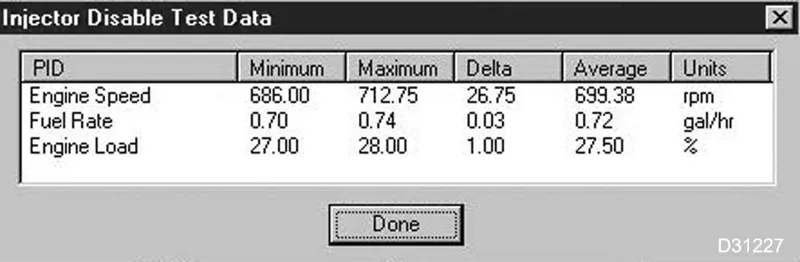 Injector Disable Test Data
PID Minimum Maximum Delta Average Units
Engine Speed 686.00 712.75 26.75 699.38 rpm
Fuel Rate 0.70 0.74 0.03 0.72 gal/hr
Engine Load 27.00 28.00 1.00 27.50 %
Done
D31227